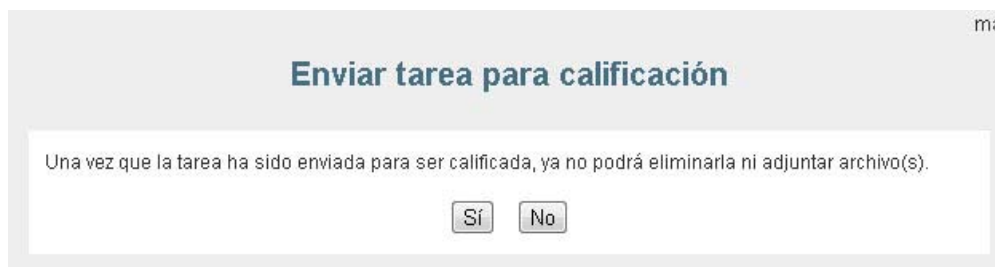 Enviar tarea para calificación
Una vez que la tarea ha sido enviada para ser calificada, ya no podrá eliminarla ni adjuntar archivo(s).
Sí No